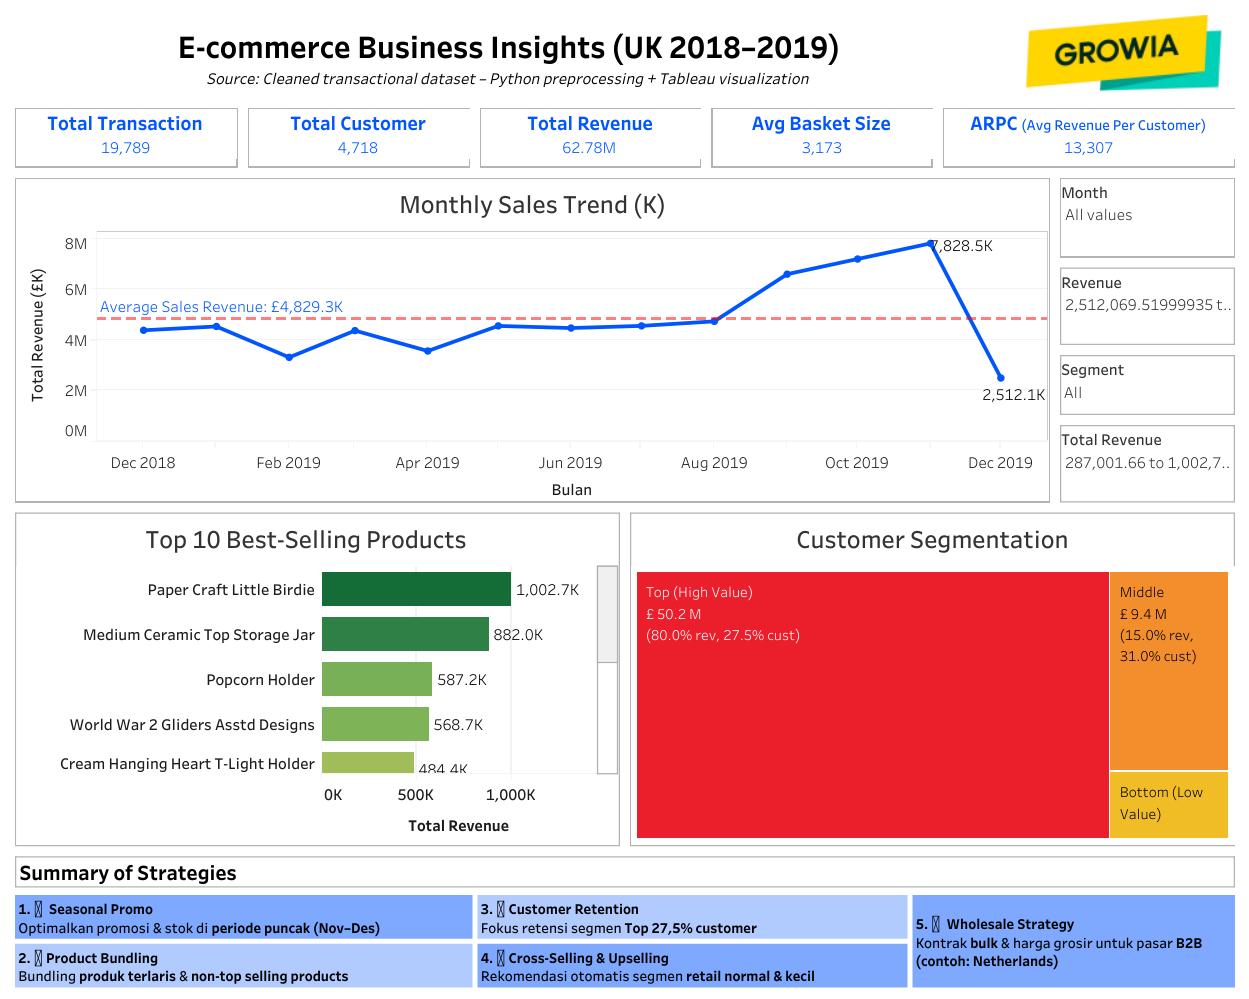 E-commerce Business Insights (UK 2018–2019)
Source: Cleaned transactional dataset – Python preprocessing + Tableau visualization
GROWIA
Total Transaction
19,789
Total Customer
4,718
Total Revenue
62.78M
Avg Basket Size
3,173
ARPC (Avg Revenue Per Customer)
13,307
Monthly Sales Trend (K)
Total Revenue (£K)
8M
6M
4M
2M
0M
Average Sales Revenue: £4,829.3K
7,828.5K
2,512.1K
Dec 2018
Feb 2019
Apr 2019
Jun 2019
Aug 2019
Oct 2019
Dec 2019
Bulan
Month
All values
Revenue
2,512,069.51999935 t..
Segment
All
Total Revenue
287,001.66 to 1,002,7..
Top 10 Best-Selling Products
Paper Craft Little Birdie
1,002.7K
Medium Ceramic Top Storage Jar
882.0K
Popcorn Holder
587.2K
World War 2 Gliders Asstd Designs
568.7K
Cream Hanging Heart T-Light Holder
484.4K
0K
500K
1,000K
Total Revenue
Customer Segmentation
Top (High Value)
£ 50.2 M
(80.0% rev, 27.5% cust)
Middle
£ 9.4 M
(15.0% rev,
31.0% cust)
Bottom (Low
Value)
Summary of Strategies
1. Seasonal Promo
Optimalkan promosi & stok di periode puncak (Nov–Des)
2. Product Bundling
Bundling produk terlaris & non-top selling products
3. Customer Retention
Fokus retensi segmen Top 27,5% customer
4. Cross-Selling & Upselling
Rekomendasi otomatis segmen retail normal & kecil
5. Wholesale Strategy
Kontrak bulk & harga grosir untuk pasar B2B
(contoh: Netherlands)